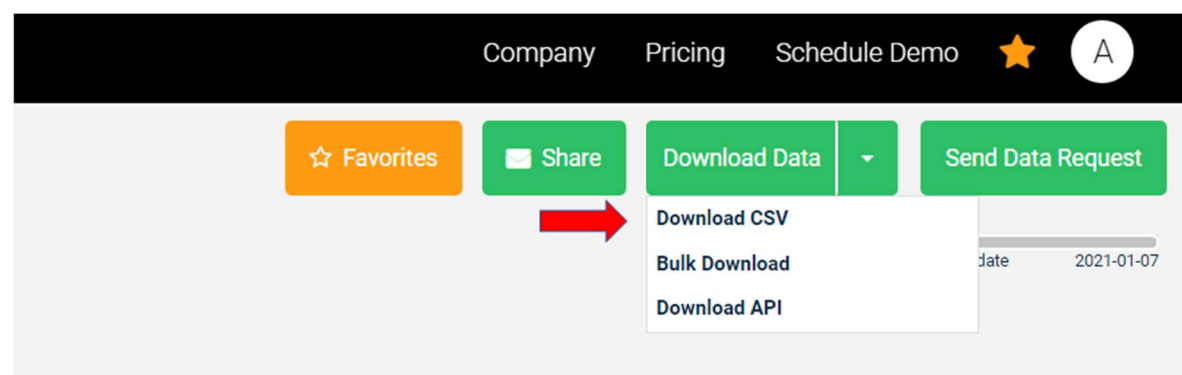 Company Pricing Schedule Demo A
Favorites Share Download Data Send Data Request
Download CSV
Bulk Download
date 2021-01-07
Download API